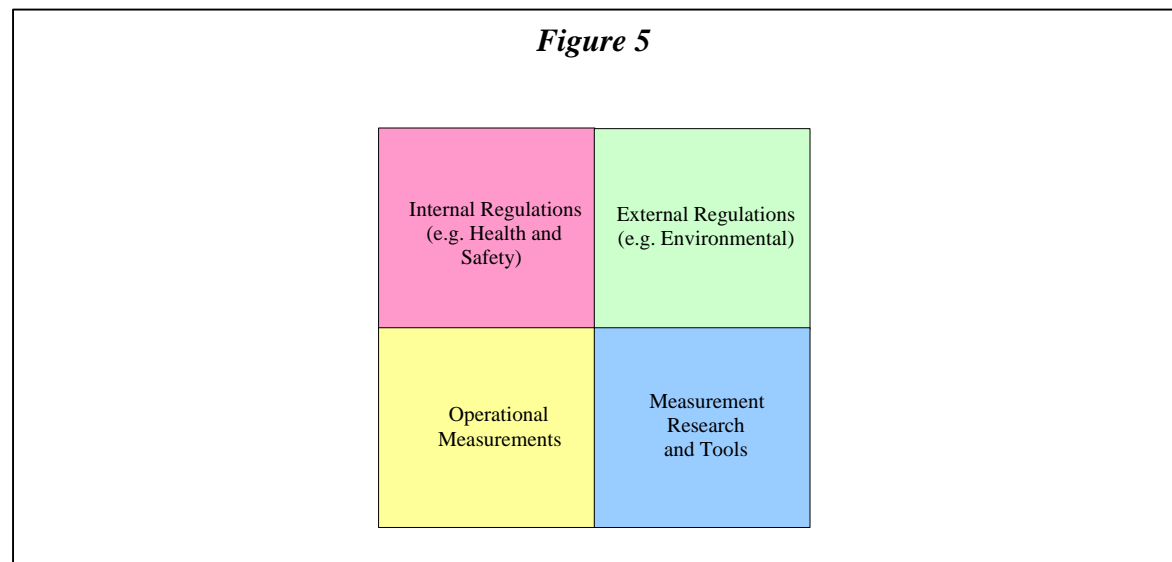 Figure 5
Internal Regulations
(e.g. Health and
Safety)
External Regulations
(e.g. Environmental)
Operational
Measurements
Measurement
Research
and Tools